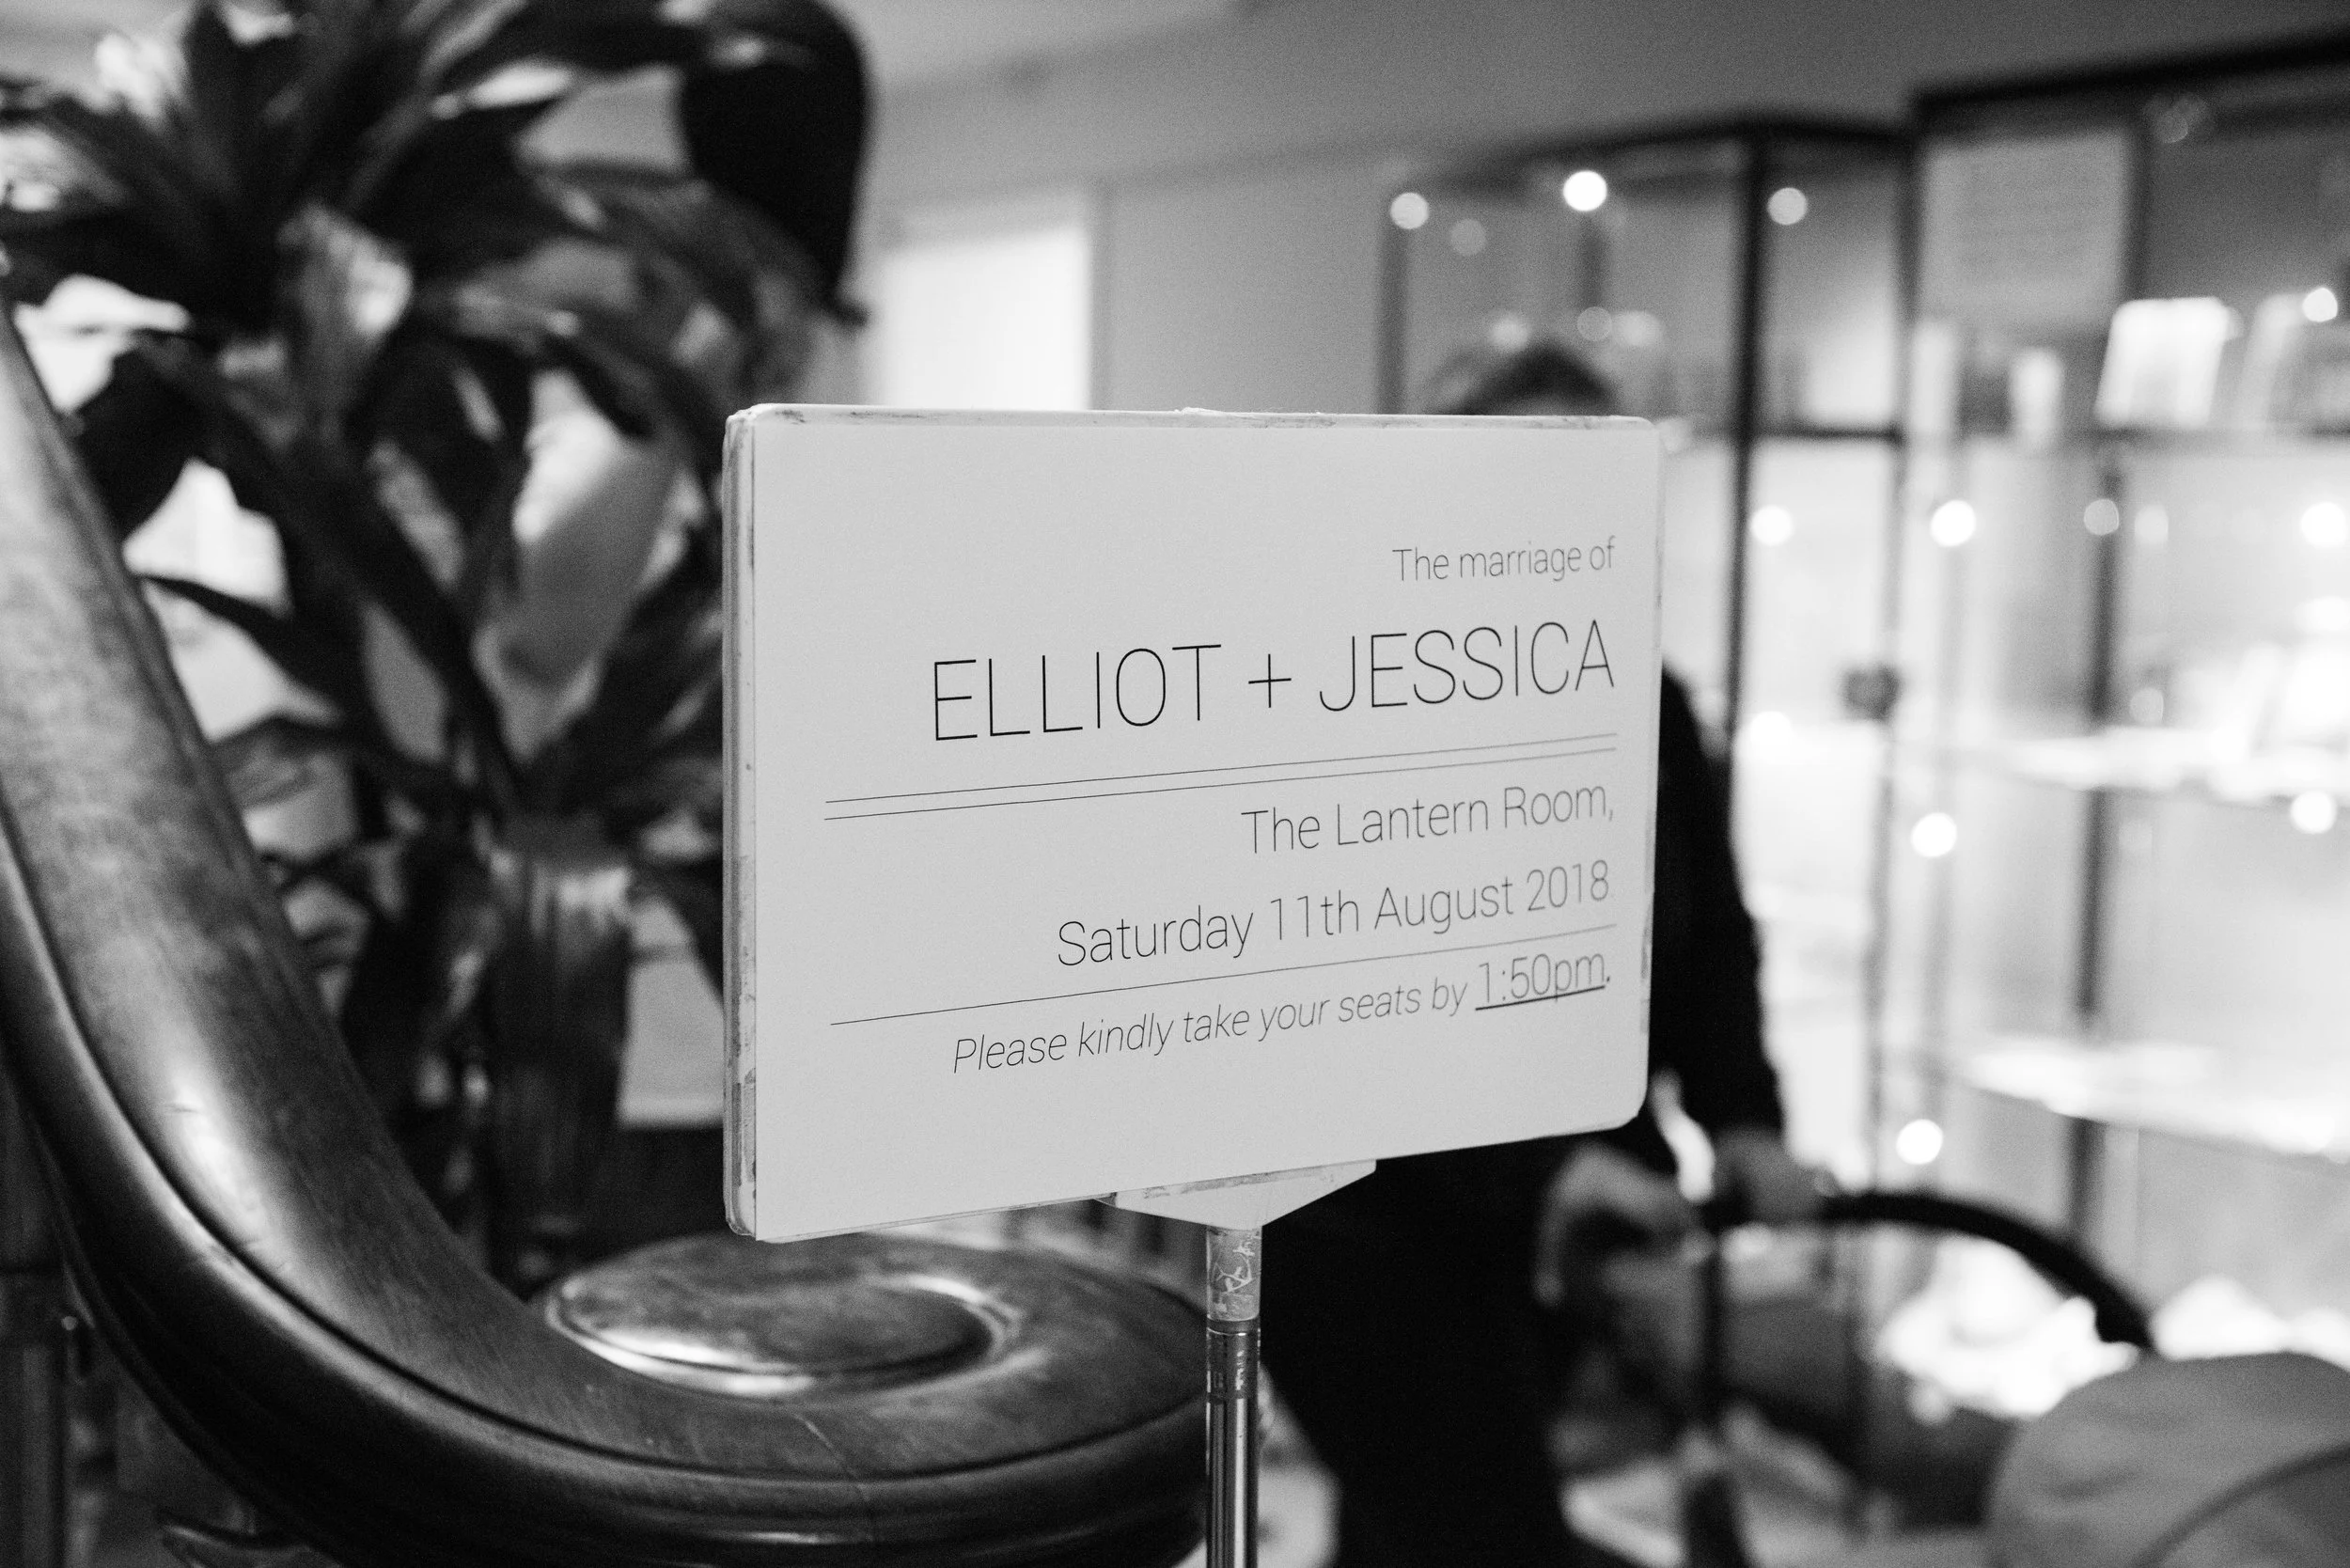 The marriage of
ELLIOT + JESSICA
The Lantern Room,
Saturday 11th August 2018
Please kindly take your seats by 1:50pm.